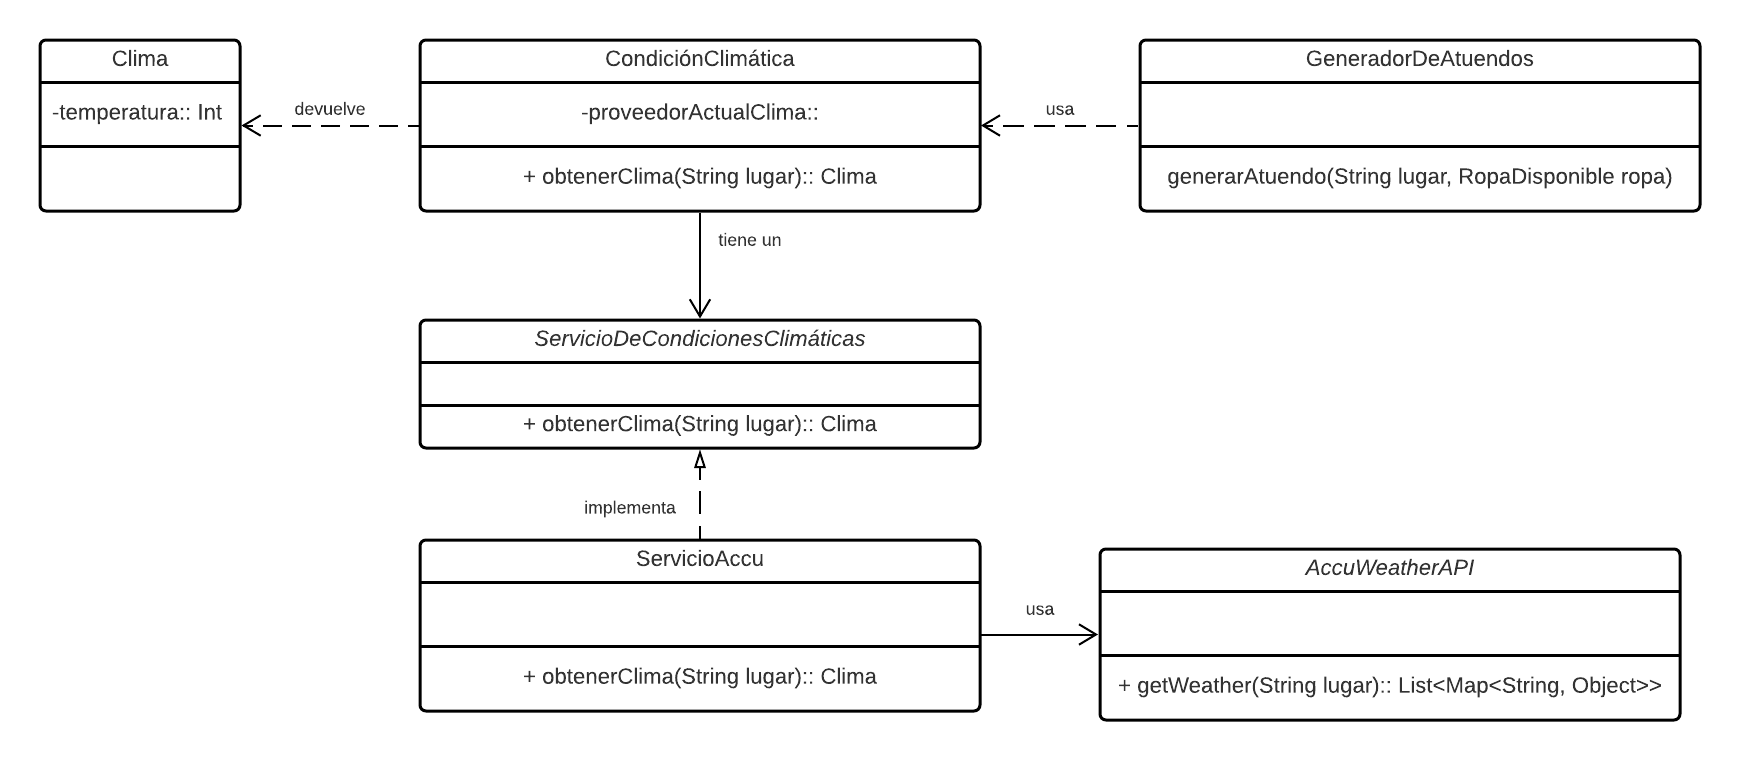 Clima
-temperatura:: Int
devuelve
CondiciónClimática
-proveedorActualClima::
+ obtenerClima(String lugar):: Clima
usa
GeneradorDeAtuendos
generarAtuendo(String lugar, RopaDisponible ropa)
tiene un
ServicioDeCondicionesClimáticas
+ obtenerClima(String lugar):: Clima
implementa
ServicioAccu
+ obtenerClima(String lugar):: Clima
usa
AccuWeatherAPI
+ getWeather(String lugar):: List<Map<String, Object>>